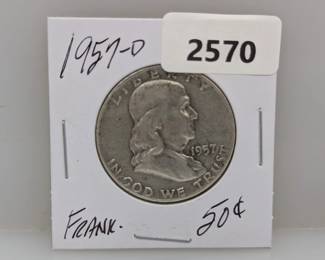 1957-D
2570
LIBERTY
1957
IN GOD WE TRUST
FRANK.
50¢